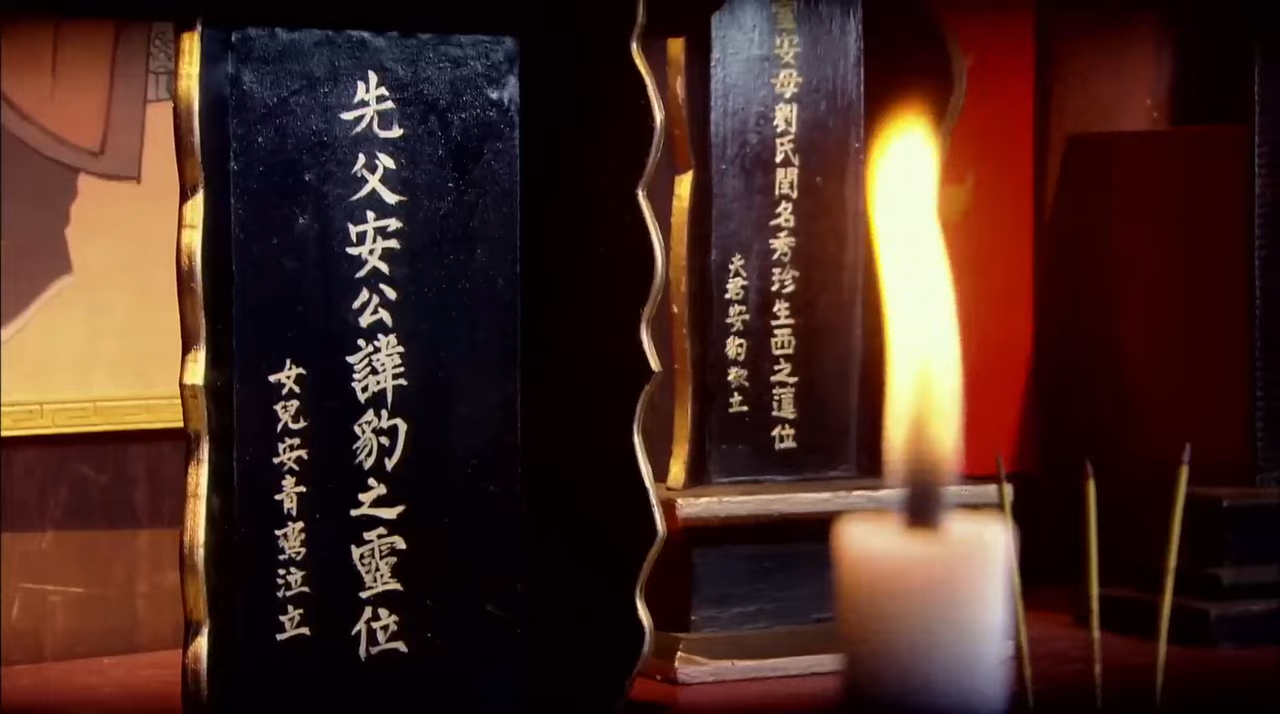 先父安公諱豹之靈位
女兒安青鸞泣立
安母劉氏閨名秀珍生西之蓮位
夫君安豹敬立